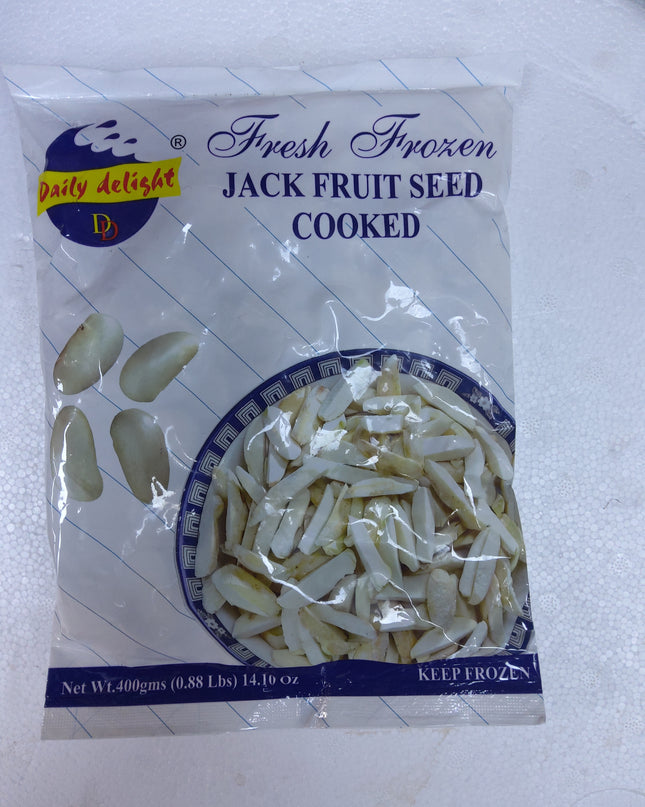 Daily delight
DD
®
Fresh Frozen
JACK FRUIT SEED
COOKED
Net Wt.400gms (0.88 Lbs) 14.10 Oz
KEEP FROZEN